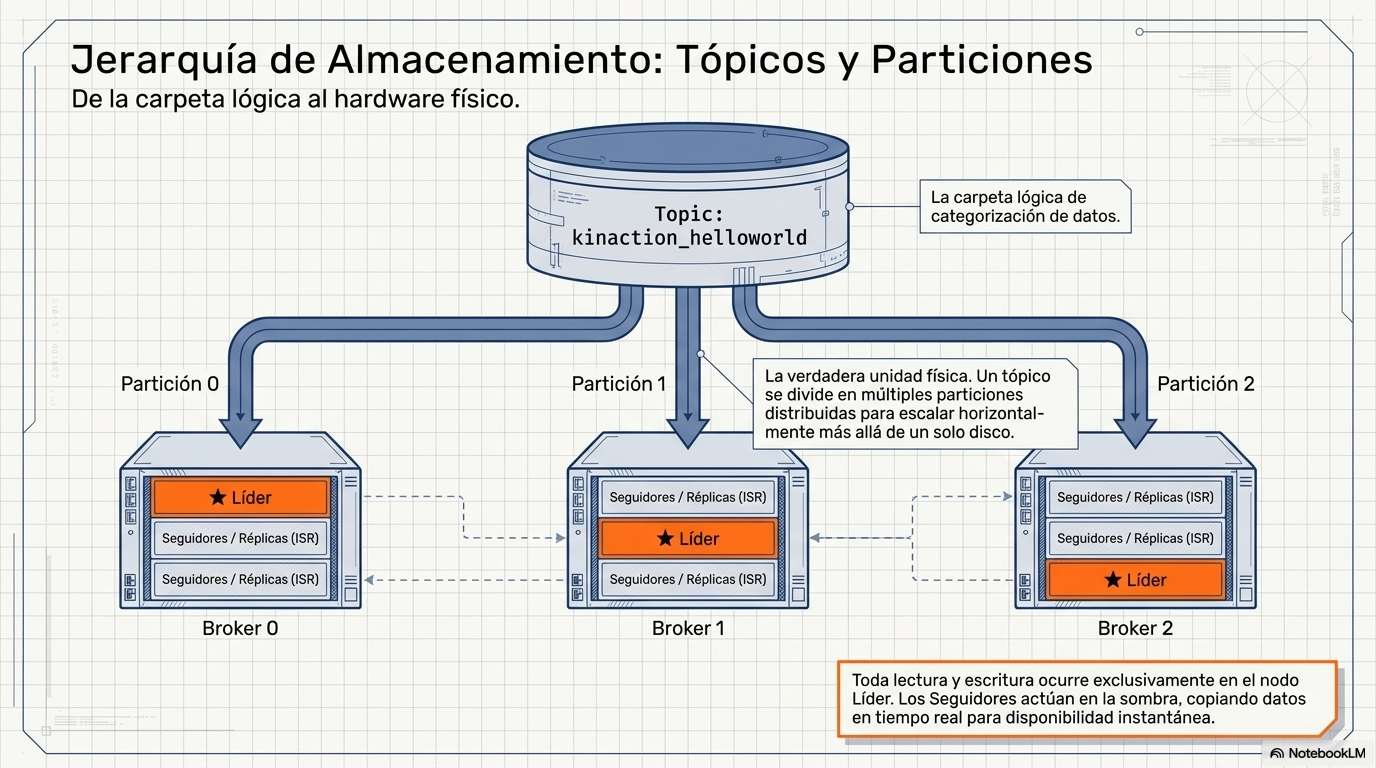 Jerarquía de Almacenamiento: Tópicos y Particiones
De la carpeta lógica al hardware físico.
Topic:
kinaction_helloworld
La carpeta lógica de
categorización de datos.
Partición 0
Partición 1
La verdadera unidad física. Un tópico
se divide en múltiples particiones
distribuidas para escalar horizontal-
mente más allá de un solo disco.
Partición 2
★ Líder
Seguidores / Réplicas (ISR)
Seguidores / Réplicas (ISR)
Broker 0
Seguidores / Réplicas (ISR)
★ Líder
Seguidores / Réplicas (ISR)
Broker 1
Seguidores / Réplicas (ISR)
Seguidores / Réplicas (ISR)
★ Líder
Broker 2
Toda lectura y escritura ocurre exclusivamente en el nodo
Líder. Los Seguidores actúan en la sombra, copiando datos
en tiempo real para disponibilidad instantánea.
NotebookLM